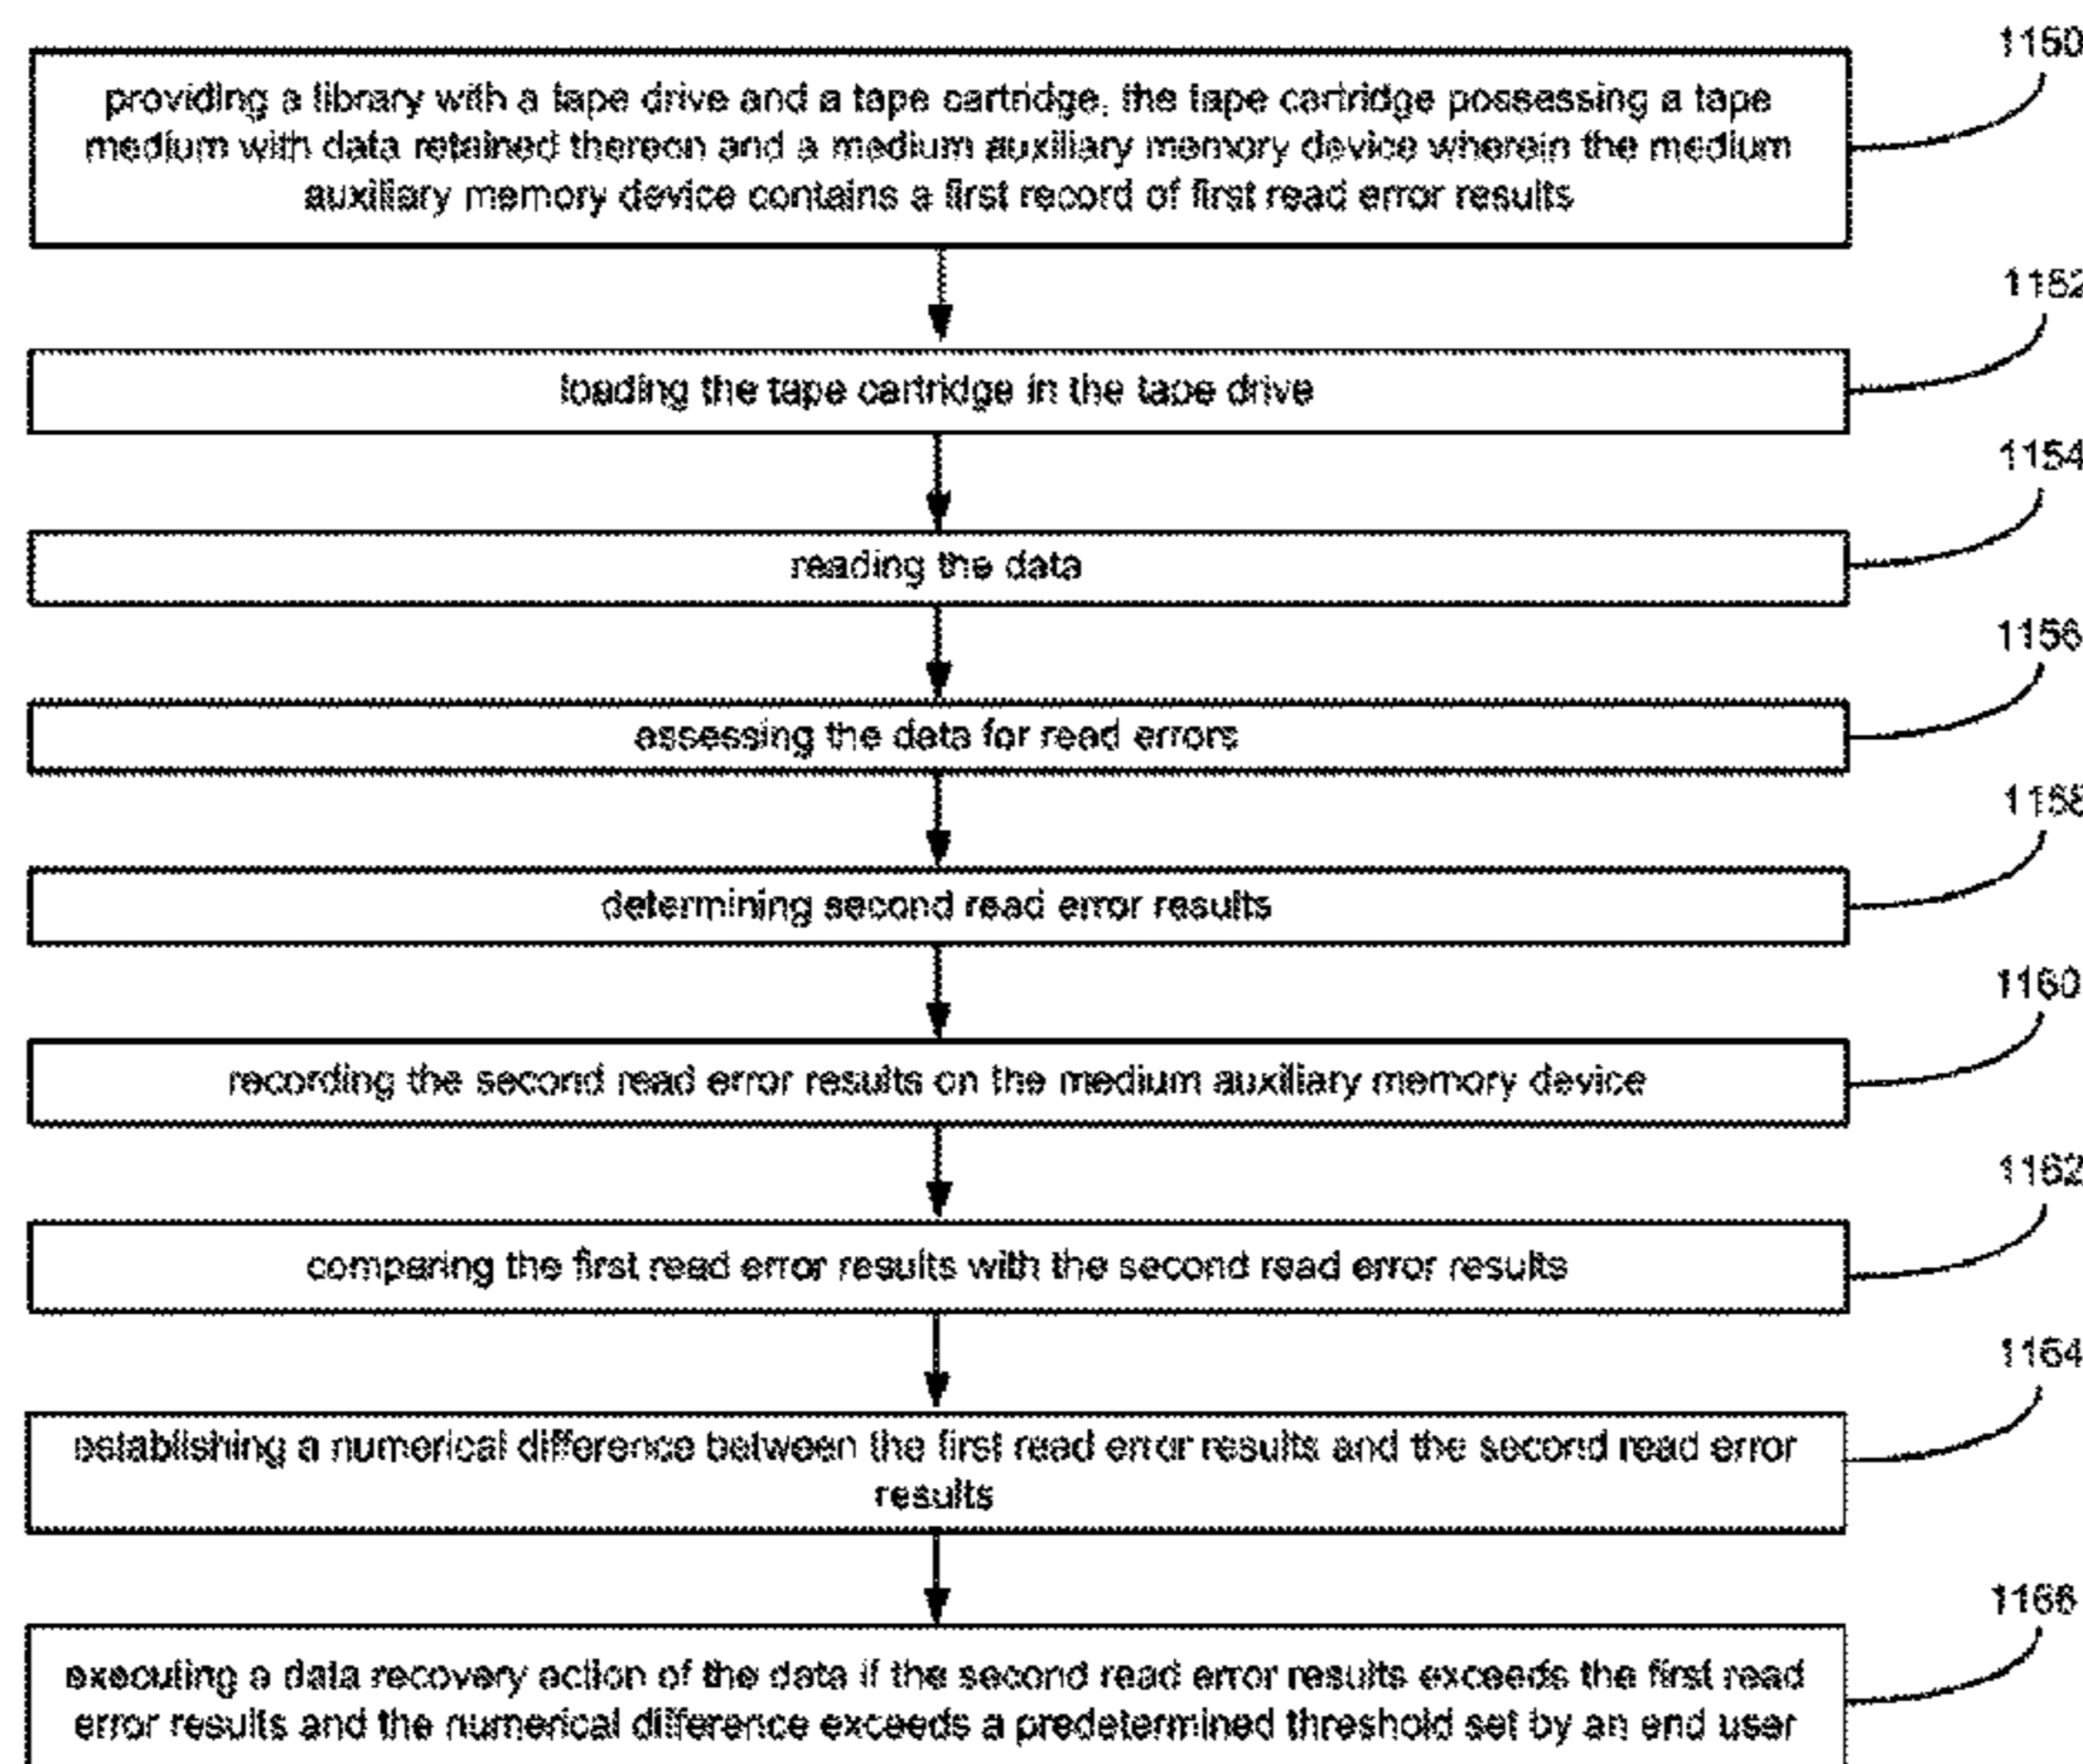 1150
providing a library with a tape drive and a tape cartridge, the tape cartridge possessing a tape
medium with data retained thereon and a medium auxiliary memory device wherein the medium
auxiliary memory device contains a first record of first read error results
1152
loading the tape cartridge in the tape drive
1154
reading the data
1156
assessing the data for read errors
1158
determining second read error results
1160
recording the second read error results on the medium auxiliary memory device
1162
comparing the first read error results with the second read error results
1164
establishing a numerical difference between the first read error results and the second read error
results
1166
executing a data recovery action of the data if the second read error results exceeds the first read
error results and the numerical difference exceeds a predetermined threshold set by an end user